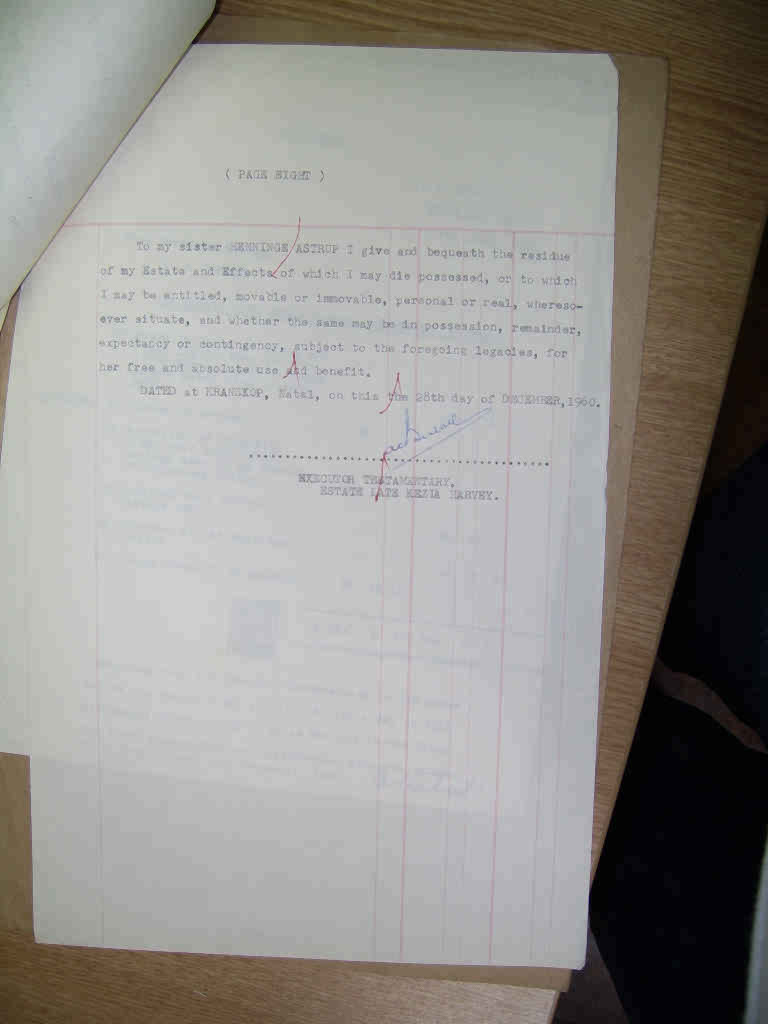 ( PAGE EIGHT )
To my sister HENNINGE ASTRUP I give and bequeath the residue
of my Estate and Effects of which I may die possessed, or to which
I may be entitled, movable or immovable, personal or real, whereso-
ever situate, and whether the same may be in possession, remainder,
expectancy or contingency, subject to the foregoing legacies, for
her free and absolute use and benefit.
DATED at KRANSKOP, Natal, on this the 28th day of DECEMBER, 1960.
EXECUTOR TESTAMENTARY,
ESTATE LATE KEZIA HARVEY.